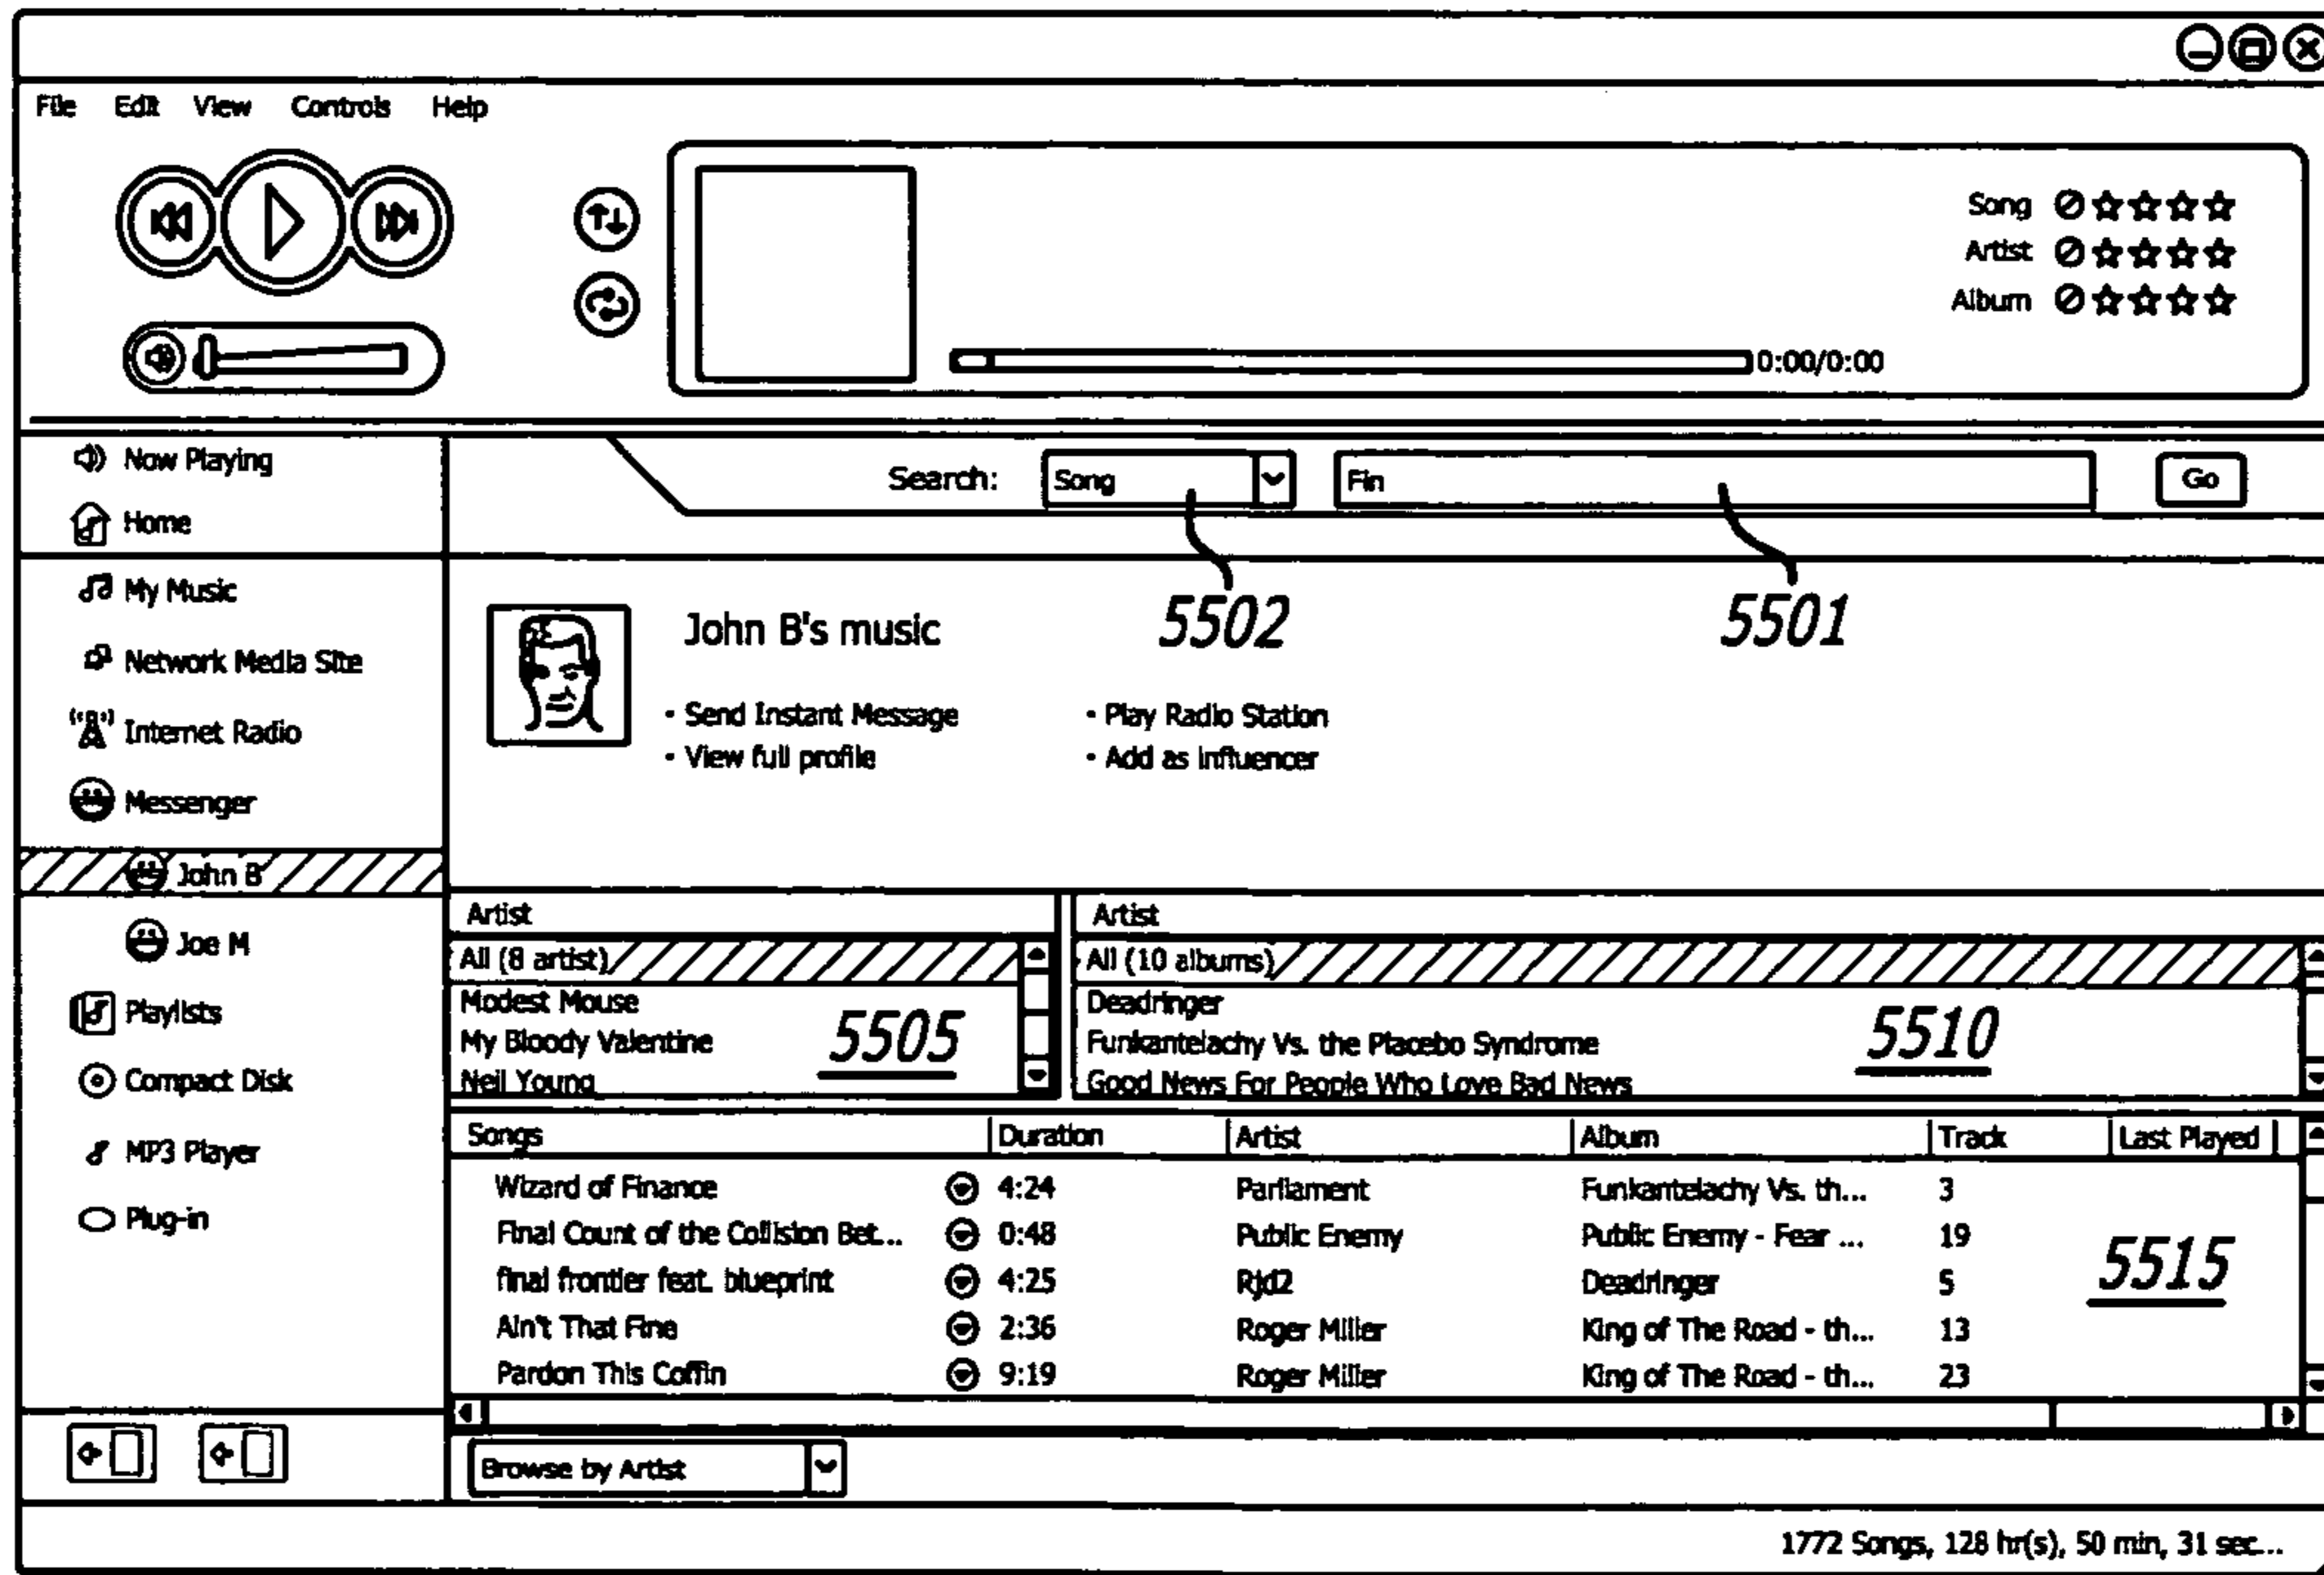 File Edit View Controls Help
Song
Artist
Album
0:00/0:00
Now Playing
Home
My Music
Network Media Site
Internet Radio
Messenger
John B
Joe M
Playlists
Compact Disk
MP3 Player
Plug-in
Search: Song Fin Go
5502 5501
John B's music
- Send Instant Message - Play Radio Station
- View full profile - Add as influencer
Artist Artist
All (8 artist) All (10 albums)
Modest Mouse Deadringer
My Bloody Valentine Funkantelachy Vs. the Placebo Syndrome
Neil Young Good News For People Who Love Bad News
5505 5510
Songs Duration Artist Album Track Last Played
Wizard of Finance 4:24 Parliament Funkantelachy Vs. th... 3
Final Count of the Collision Bet... 0:48 Public Enemy Public Enemy - Fear ... 19
final frontier feat. blueprint 4:25 Rjd2 Deadringer 5
Ain't That Fine 2:36 Roger Miller King of The Road - th... 13
Pardon This Coffin 9:19 Roger Miller King of The Road - th... 23
5515
Browse by Artist
1772 Songs, 128 hr(s), 50 min, 31 sec...